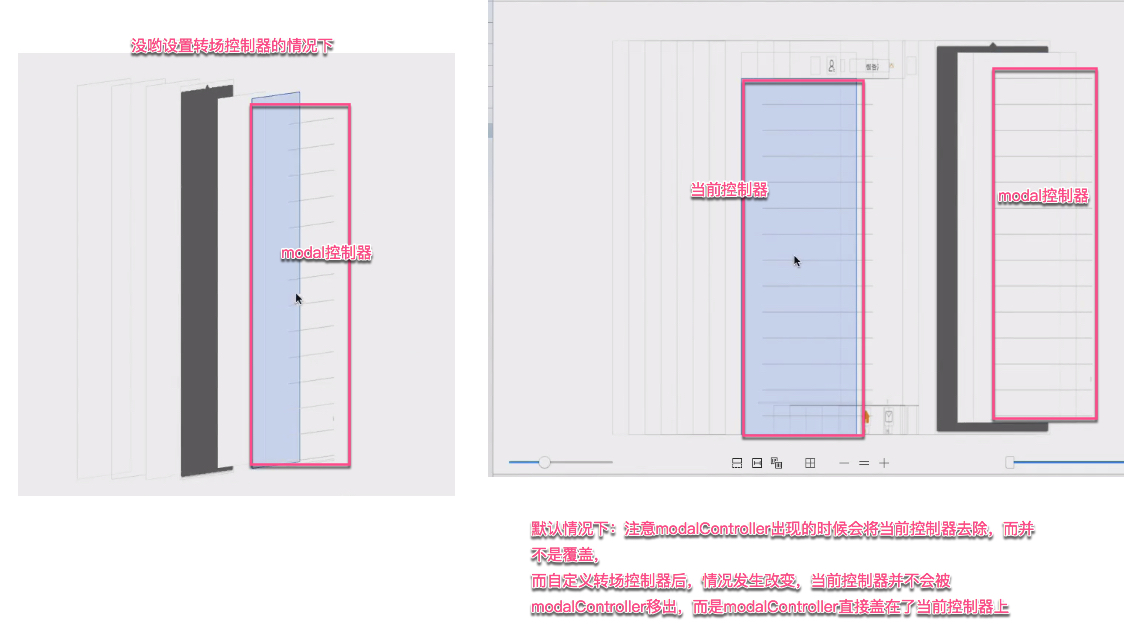 没哟设置转场控制器的情况下
modal控制器
当前控制器
modal控制器
默认情况下：注意modalController出现的时候会将当前控制器去除，而并
不是覆盖，
而自定义转场控制器后，情况发生改变，当前控制器并不会被
modalController移出，而是modalController直接盖在了当前控制器上